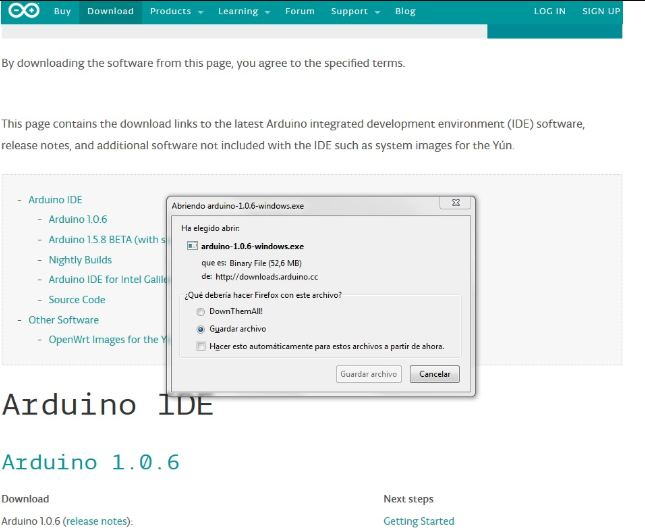 Buy Download Products Learning Forum Support Blog LOG IN SIGN UP
By downloading the software from this page, you agree to the specified terms.
This page contains the download links to the latest Arduino integrated development environment (IDE) software,
release notes, and additional software not included with the IDE such as system images for the Yún.
- Arduino IDE
- Arduino 1.0.6
- Arduino 1.5.8 BETA (with s
- Nightly Builds
- Arduino IDE for Intel Galile
- Source Code
- Other Software
- OpenWrt Images for the Y
Abriendo arduino-1.0.6-windows.exe
Ha elegido abrir:
arduino-1.0.6-windows.exe
que es: Binary File (52,6 MB)
de: http://downloads.arduino.cc
¿Qué debería hacer Firefox con este archivo?
DownThemAll!
Guardar archivo
Hacer esto automáticamente para estos archivos a partir de ahora.
Guardar archivo Cancelar
Arduino IDE
Arduino 1.0.6
Download Next steps
Arduino 1.0.6 (release notes): Getting Started